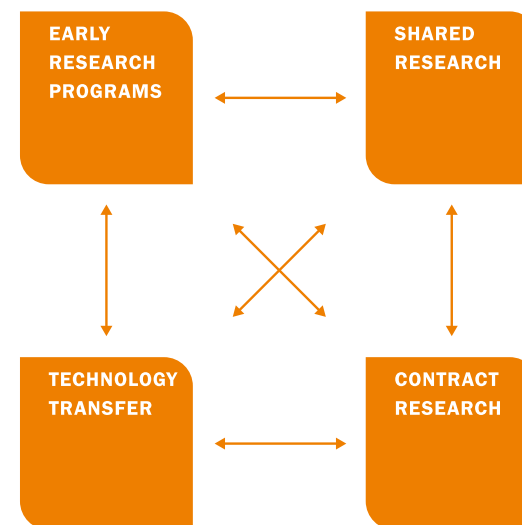 EARLY
RESEARCH
PROGRAMS
SHARED
RESEARCH
TECHNOLOGY
TRANSFER
CONTRACT
RESEARCH